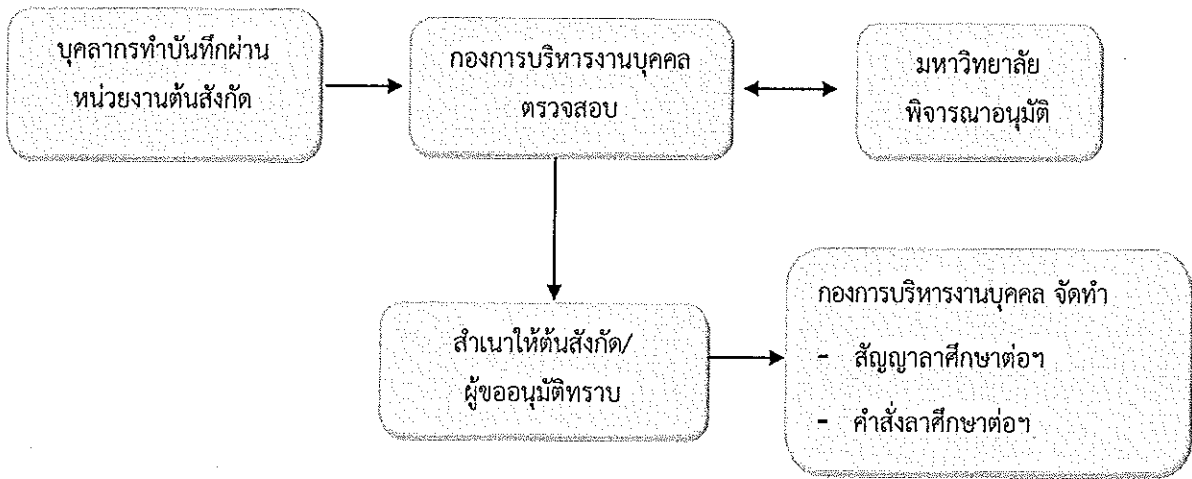 บุคลากรทำบันทึกผ่าน
หน่วยงานต้นสังกัด
กองการบริหารงานบุคคล
ตรวจสอบ
มหาวิทยาลัย
พิจารณาอนุมัติ
สำเนาให้ต้นสังกัด/
ผู้ขออนุมัติทราบ
กองการบริหารงานบุคคล จัดทำ
- สัญญาลาศึกษาต่อฯ
- คำสั่งลาศึกษาต่อฯ